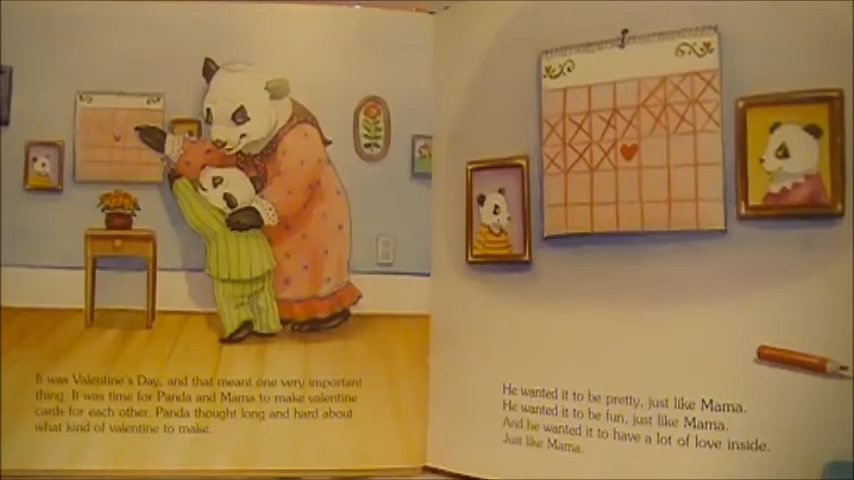 It was Valentine's Day, and that meant one very important
thing. It was time for Panda and Mama to make valentine
cards for each other. Panda thought long and hard about
what kind of valentine to make.
He wanted it to be pretty, just like Mama.
He wanted it to be fun, just like Mama.
And he wanted it to have a lot of love inside.
Just like Mama.